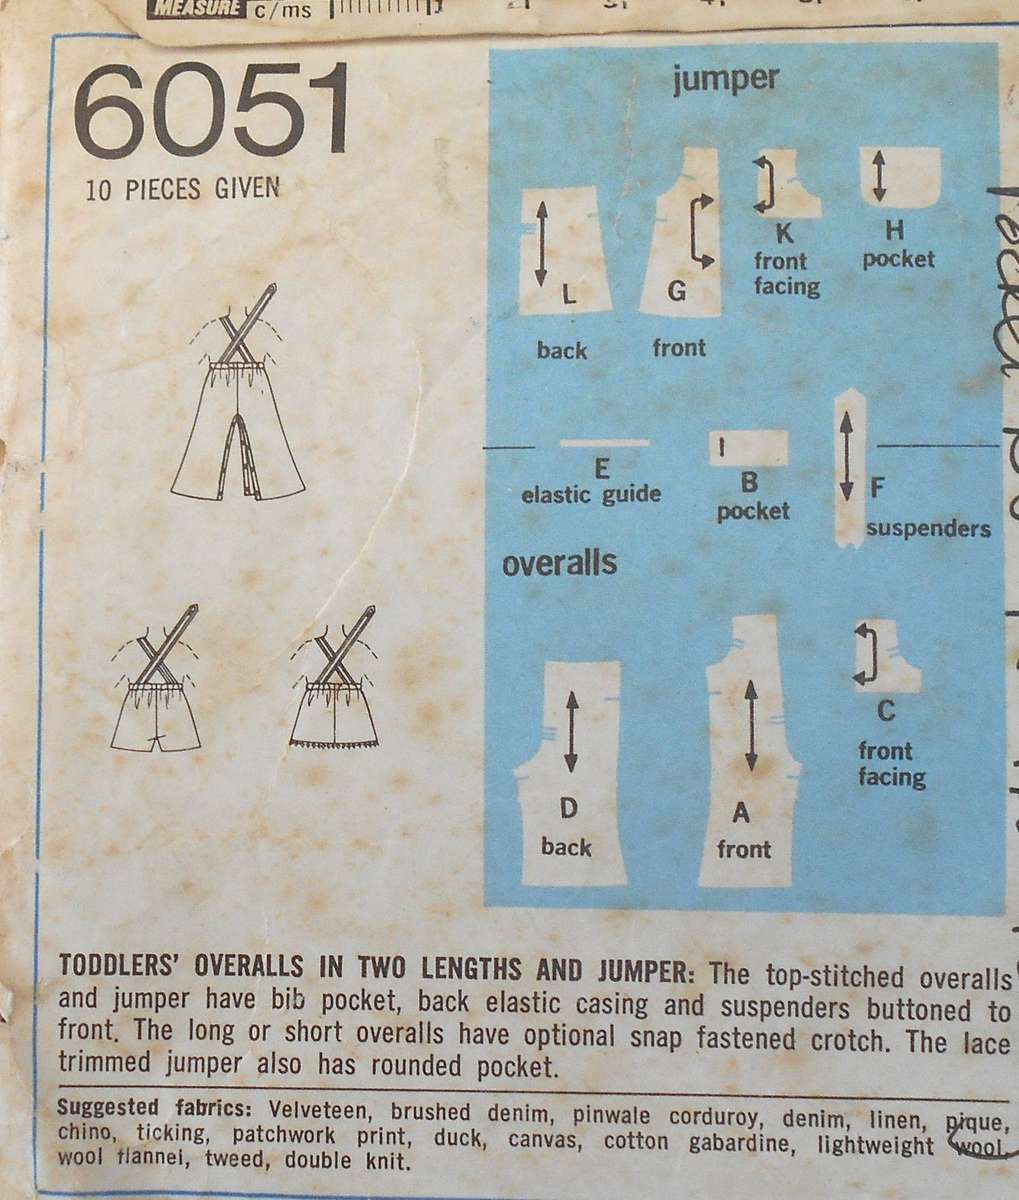 MEASURE c/ms
6051
10 PIECES GIVEN
jumper
L
back
G
front
K
front
facing
H
pocket
E
elastic guide
B
pocket
F
suspenders
overalls
D
back
A
front
C
front
facing
TODDLERS' OVERALLS IN TWO LENGTHS AND JUMPER: The top-stitched overalls
and jumper have bib pocket, back elastic casing and suspenders buttoned to
front. The long or short overalls have optional snap fastened crotch. The lace
trimmed jumper also has rounded pocket.
Suggested fabrics: Velveteen, brushed denim, pinwale corduroy, denim, linen, pique,
chino, ticking, patchwork print, duck, canvas, cotton gabardine, lightweight wool,
wool flannel, tweed, double knit.